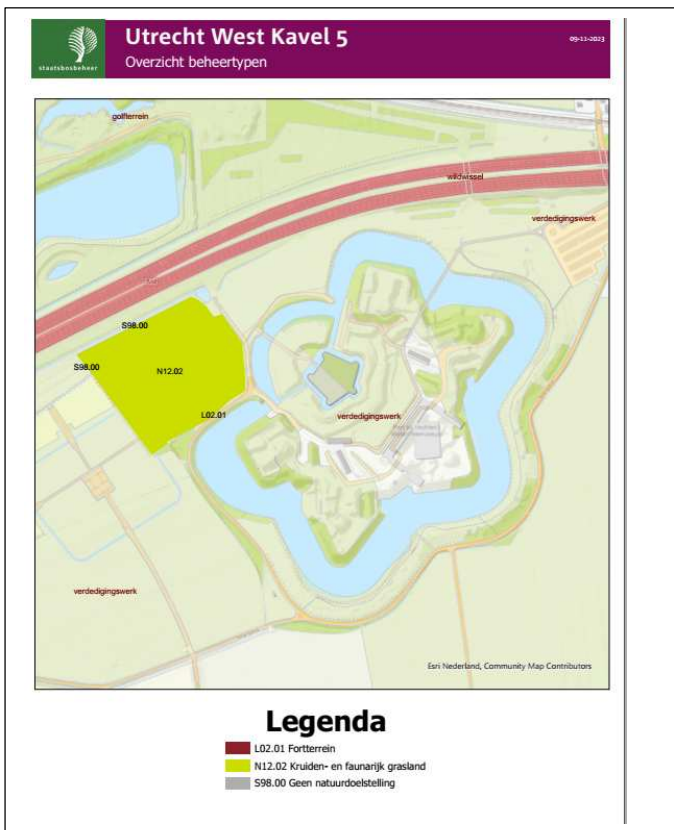 Utrecht West Kavel 5
09-11-2023
Overzicht beheertypen
staatsbosbeheer
golfterrein
wildwissel
verdedigingswerk
S98.00
S98.00
N12.02
L02.01
verdedigingswerk
verdedigingswerk
Esri Nederland, Community Map Contributors
Legenda
L02.01 Fortterrein
N12.02 Kruiden- en faunarijk grasland
S98.00 Geen natuurdoelstelling